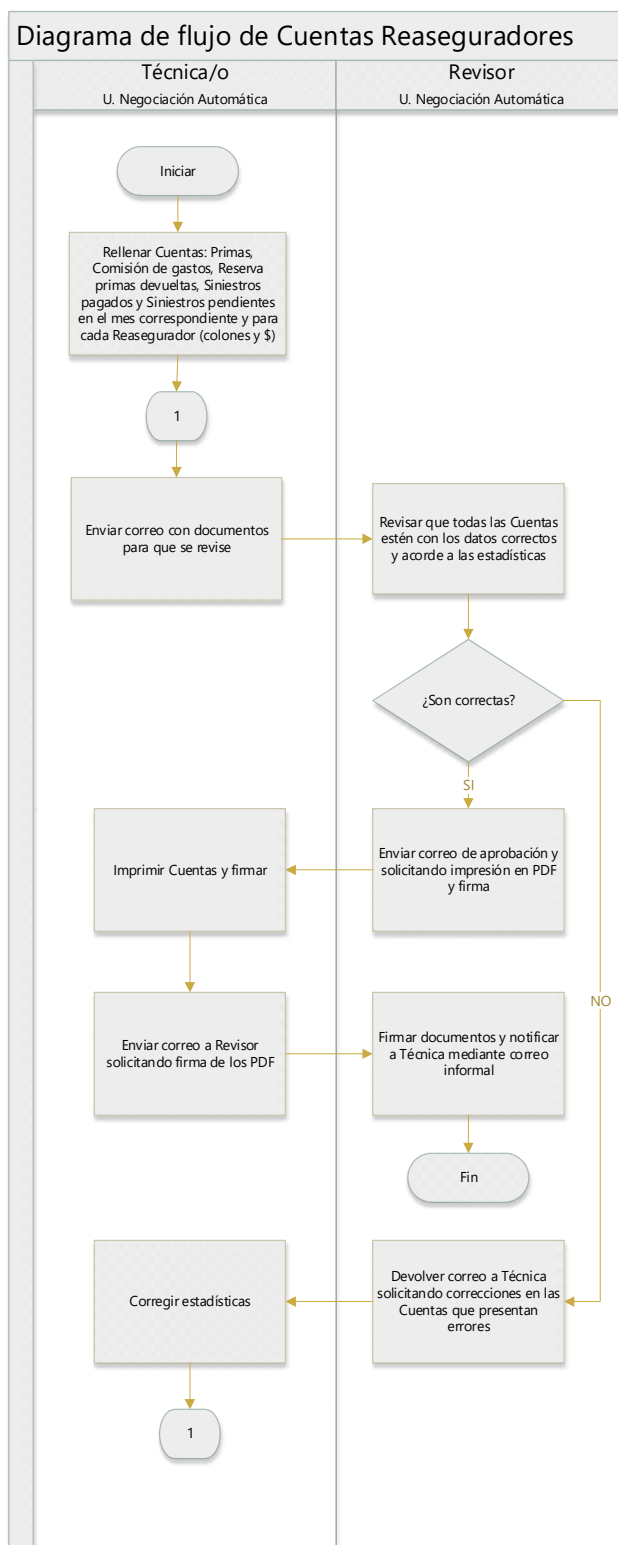 Diagrama de flujo de Cuentas Reaseguradores
Técnica/o
U. Negociación Automática
Revisor
U. Negociación Automática
Iniciar
Rellenar Cuentas: Primas,
Comisión de gastos, Reserva
primas devueltas, Siniestros
pagados y Siniestros pendientes
en el mes correspondiente y para
cada Reasegurador (colones y $)
1
Enviar correo con documentos
para que se revise
Revisar que todas las Cuentas
estén con los datos correctos
y acorde a las estadísticas
¿Son correctas?
SI
Enviar correo de aprobación y
solicitando impresión en PDF
y firma
Imprimir Cuentas y firmar
NO
Enviar correo a Revisor
solicitando firma de los PDF
Firmar documentos y notificar
a Técnica mediante correo
informal
Fin
Devolver correo a Técnica
solicitando correcciones en las
Cuentas que presentan
errores
Corregir estadísticas
1